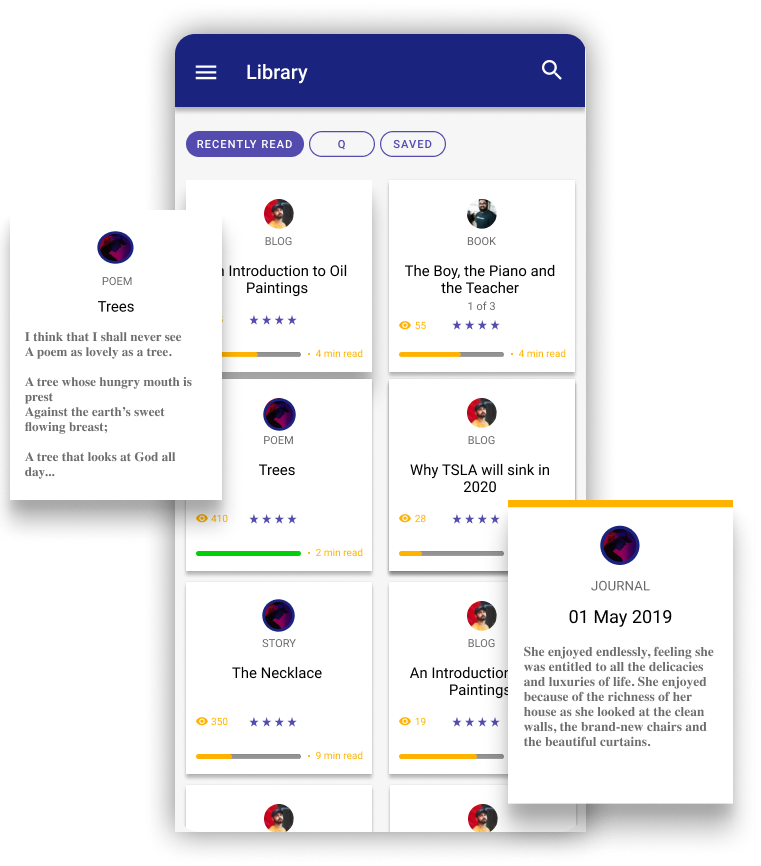 Library
RECENTLY READ
Q
SAVED
BLOG
Introduction to Oil
Paintings
4 min read
BOOK
The Boy, the Piano and
the Teacher
1 of 3
55
4 min read
POEM
Trees
I think that I shall never see
A poem as lovely as a tree.
A tree whose hungry mouth is
prest
Against the earth's sweet
flowing breast;
A tree that looks at God all
day...
POEM
Trees
410
2 min read
BLOG
Why TSLA will sink in
2020
28
STORY
The Necklace
350
9 min read
BLOG
An Introduction
Paintings
19
JOURNAL
01 May 2019
She enjoyed endlessly, feeling she
was entitled to all the delicacies
and luxuries of life. She enjoyed
because of the richness of her
house as she looked at the clean
walls, the brand-new chairs and
the beautiful curtains.